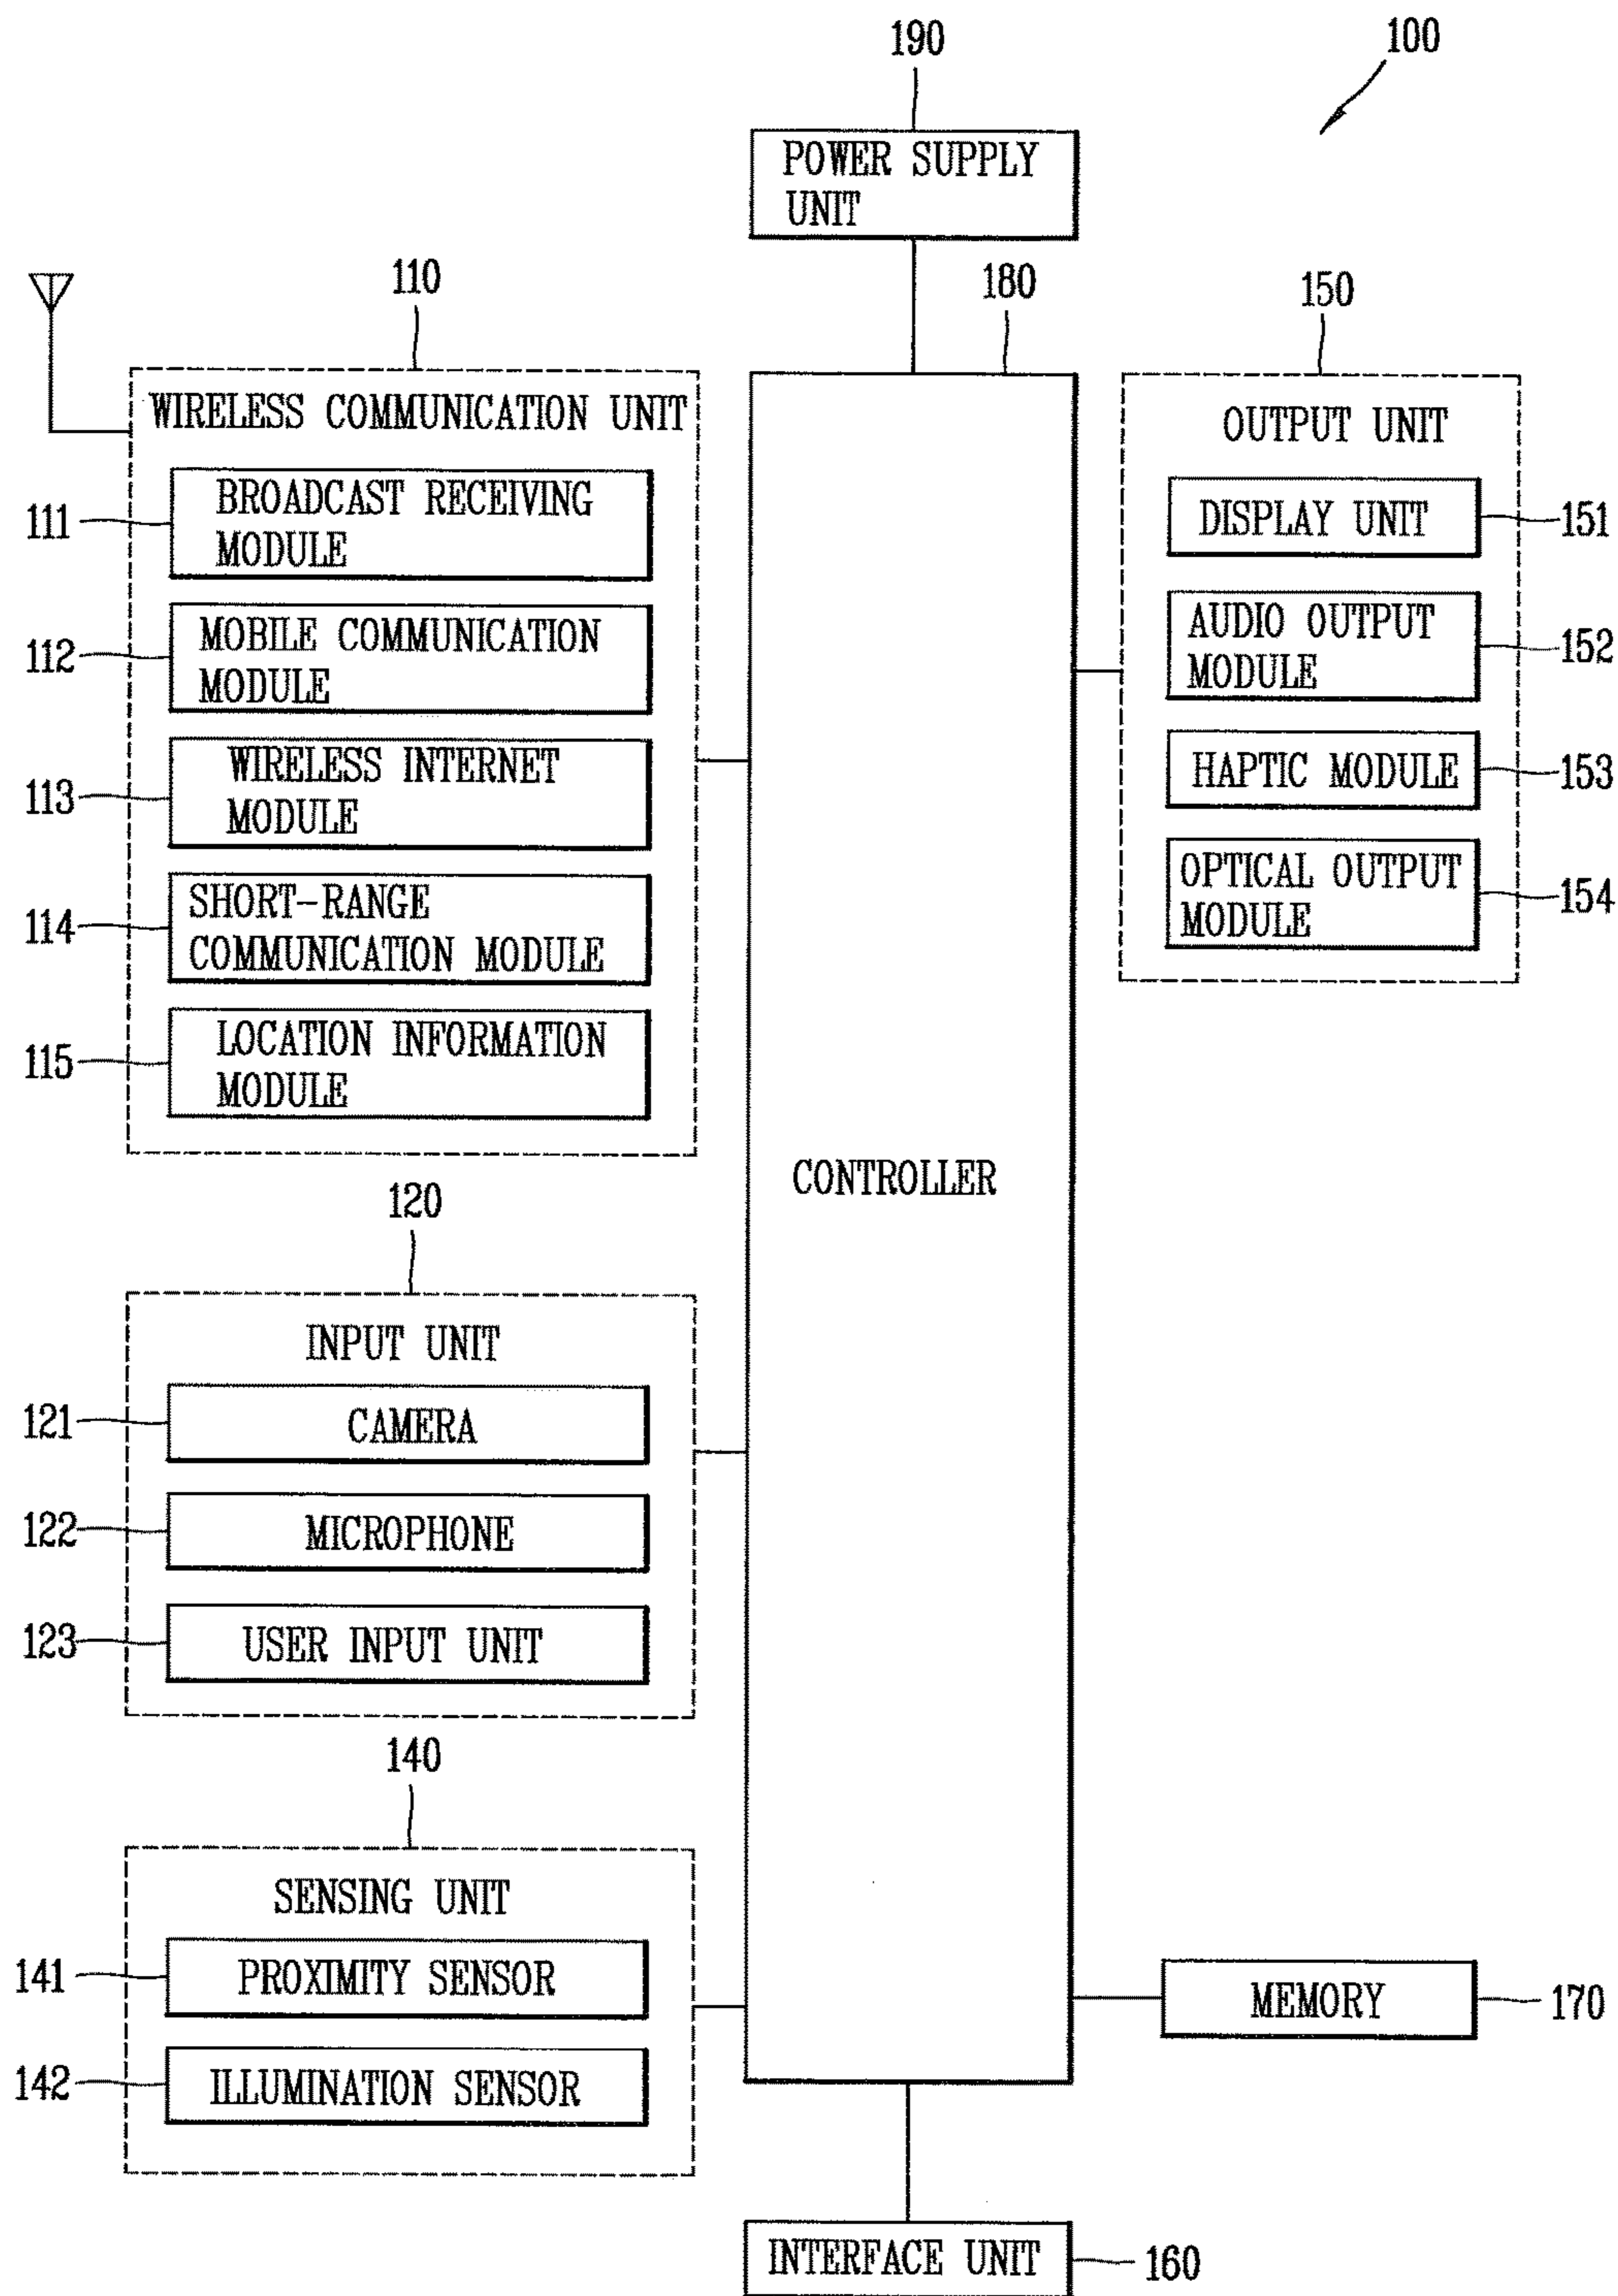 190
100
POWER SUPPLY
UNIT
110
180
150
WIRELESS COMMUNICATION UNIT
111
BROADCAST RECEIVING
MODULE
112
MOBILE COMMUNICATION
MODULE
113
WIRELESS INTERNET
MODULE
114
SHORT-RANGE
COMMUNICATION MODULE
115
LOCATION INFORMATION
MODULE
OUTPUT UNIT
DISPLAY UNIT
151
AUDIO OUTPUT
MODULE
152
HAPTIC MODULE
153
OPTICAL OUTPUT
MODULE
154
CONTROLLER
120
INPUT UNIT
121
CAMERA
122
MICROPHONE
123
USER INPUT UNIT
140
SENSING UNIT
141
PROXIMITY SENSOR
142
ILLUMINATION SENSOR
MEMORY
170
INTERFACE UNIT
160